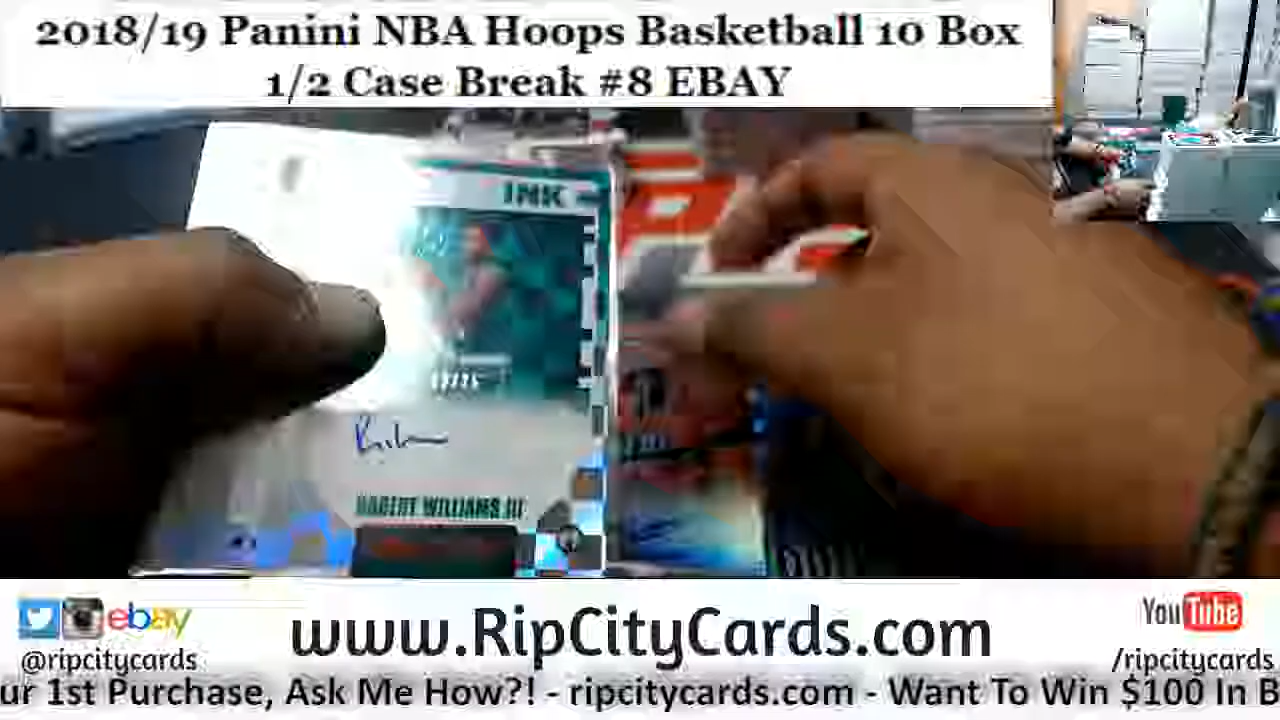 2018/19 Panini NBA Hoops Basketball 10 Box
1/2 Case Break #8 EBAY
INK
ROBERT WILLIAMS III
ebay
@ripcitycards
www.RipCityCards.com
YouTube
/ripcitycards
ur 1st Purchase, Ask Me How?! - ripcitycards.com - Want To Win $100 In B